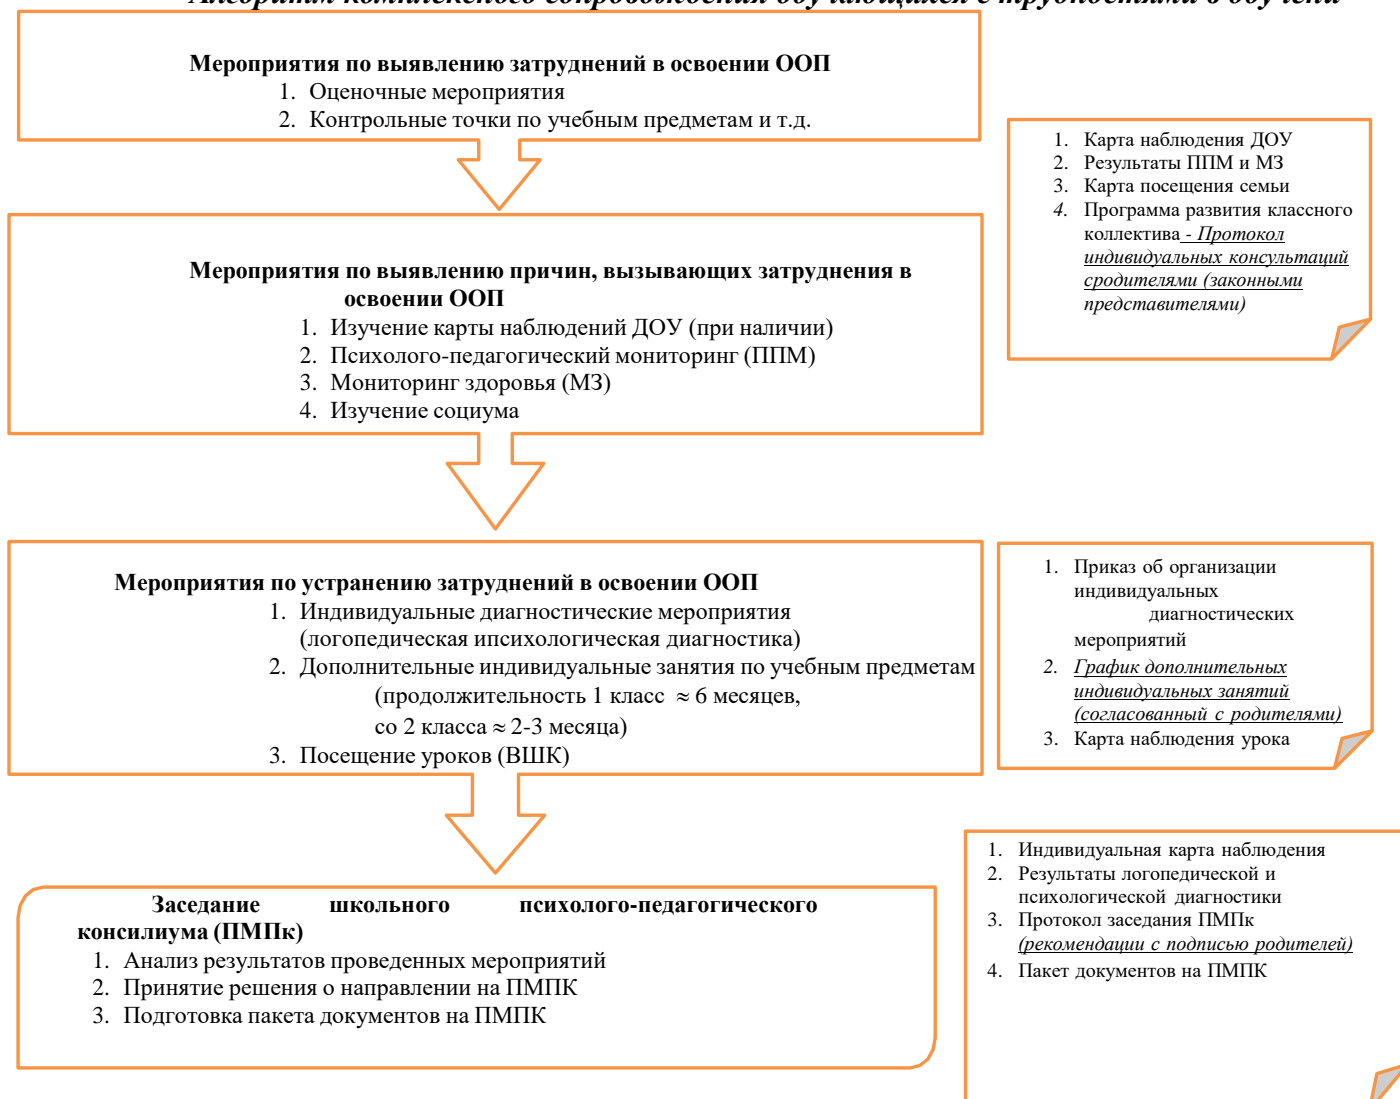 Алгоритм комплексного сопровождения обучающихся с трудностями в обучени
Мероприятия по выявлению затруднений в освоении ООП
1. Оценочные мероприятия
2. Контрольные точки по учебным предметам и т.д.
1. Карта наблюдения ДОУ
2. Результаты ППМ и МЗ
3. Карта посещения семьи
4. Программа развития классного
коллектива - Протокол
индивидуальных консультаций
сродителями (законными
представителями)
Мероприятия по выявлению причин, вызывающих затруднения в
освоении ООП
1. Изучение карты наблюдений ДОУ (при наличии)
2. Психолого-педагогический мониторинг (ППМ)
3. Мониторинг здоровья (МЗ)
4. Изучение социума
Мероприятия по устранению затруднений в освоении ООП
1. Индивидуальные диагностические мероприятия
(логопедическая ипсихологическая диагностика)
2. Дополнительные индивидуальные занятия по учебным предметам
(продолжительность 1 класс ≈ 6 месяцев,
со 2 класса ≈ 2-3 месяца)
3. Посещение уроков (ВШК)
1. Приказ об организации
индивидуальных
диагностических
мероприятий
2. График дополнительных
индивидуальных занятий
(согласованный с родителями)
3. Карта наблюдения урока
Заседание школьного психолого-педагогического
консилиума (ПМПк)
1. Анализ результатов проведенных мероприятий
2. Принятие решения о направлении на ПМПК
3. Подготовка пакета документов на ПМПК
1. Индивидуальная карта наблюдения
2. Результаты логопедической и
психологической диагностики
3. Протокол заседания ПМПк
(рекомендации с подписью родителей)
4. Пакет документов на ПМПК